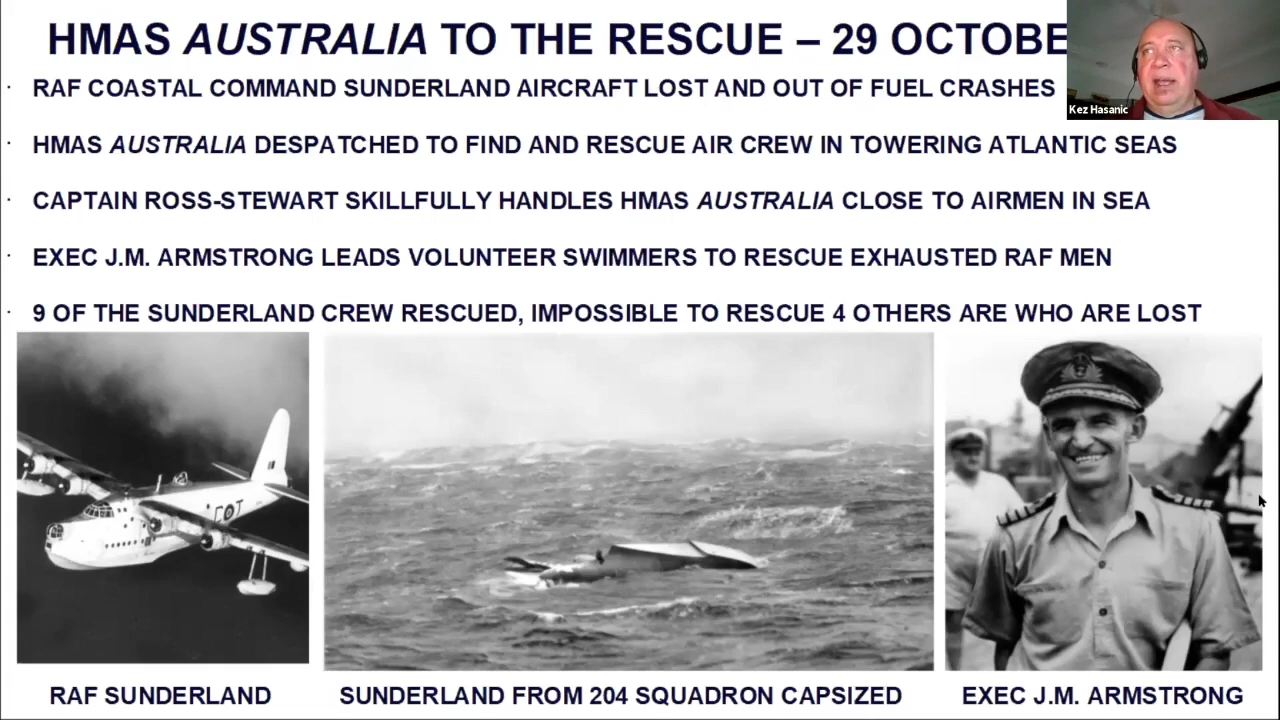 HMAS AUSTRALIA TO THE RESCUE – 29 OCTOBE
Kez Hasanic
· RAF COASTAL COMMAND SUNDERLAND AIRCRAFT LOST AND OUT OF FUEL CRASHES
· HMAS AUSTRALIA DESPATCHED TO FIND AND RESCUE AIR CREW IN TOWERING ATLANTIC SEAS
· CAPTAIN ROSS-STEWART SKILLFULLY HANDLES HMAS AUSTRALIA CLOSE TO AIRMEN IN SEA
· EXEC J.M. ARMSTRONG LEADS VOLUNTEER SWIMMERS TO RESCUE EXHAUSTED RAF MEN
· 9 OF THE SUNDERLAND CREW RESCUED, IMPOSSIBLE TO RESCUE 4 OTHERS ARE WHO ARE LOST
RAF SUNDERLAND
SUNDERLAND FROM 204 SQUADRON CAPSIZED
EXEC J.M. ARMSTRONG